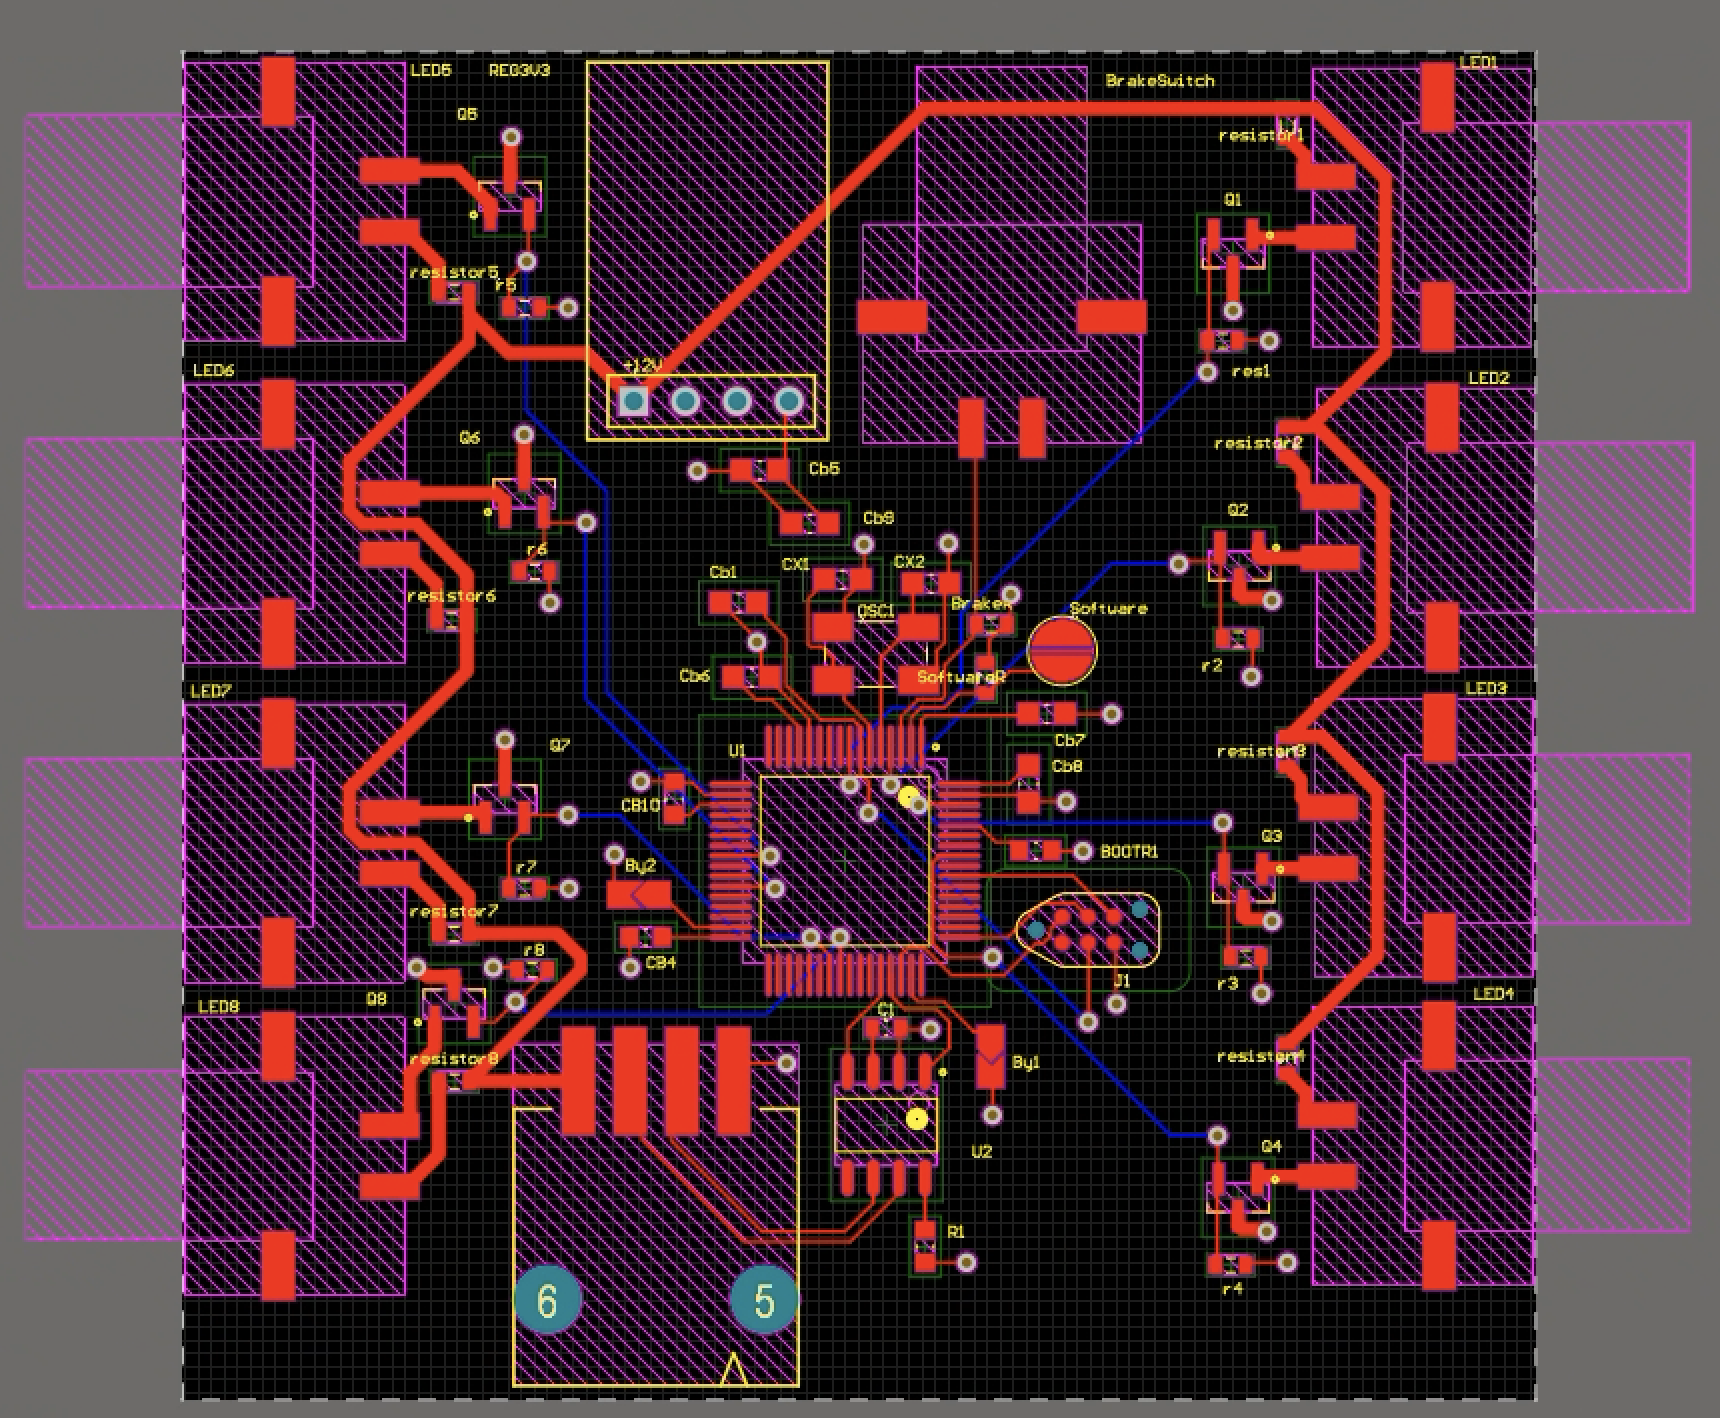 LED5
REG3V3
BrakeSwitch
LED1
Q5
resistor1
Q1
resistor5
r5
+12V
LED6
res1
LED2
Q6
resistor2
Cb5
Cb9
Q2
r6
CX1
CX2
Cb1
resistor6
OSC1
BrakeR
Software
r2
Cb6
SoftwareR
LED7
LED3
Q7
U1
Cb7
resistor3
Cb8
CB10
BOOTR1
Q3
By2
r7
resistor7
r8
CB4
J1
r3
Q8
LED8
C1
LED4
resistor8
By1
resistor4
U2
Q4
R1
r4
6
5